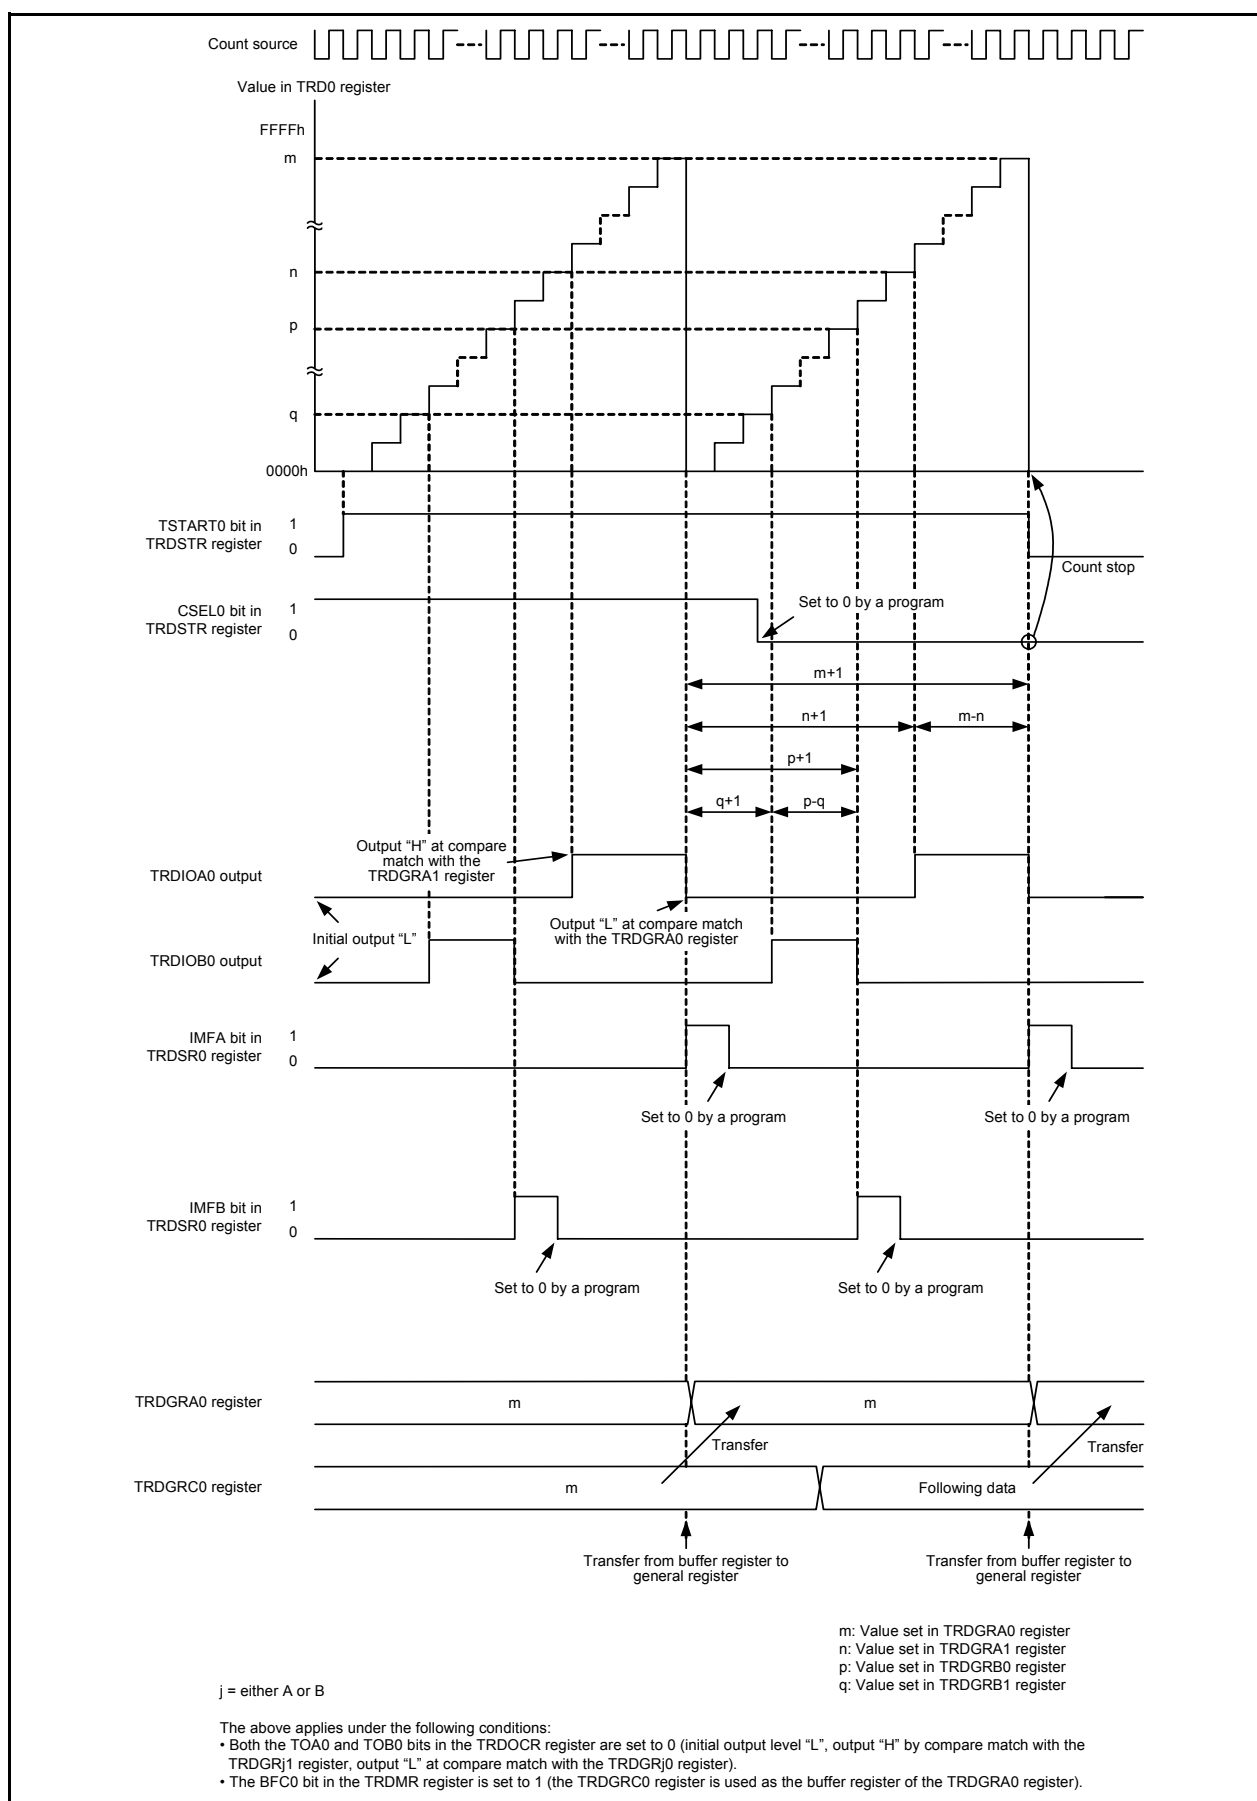 Count source
Value in TRD0 register
FFFFh
m
n
p
q
0000h
TSTART0 bit in
TRDSTR register
1
0
Count stop
CSEL0 bit in
TRDSTR register
1
0
Set to 0 by a program
m+1
n+1
m-n
p+1
q+1
p-q
Output “H” at compare
match with the
TRDGRA1 register
TRDIOA0 output
Output “L” at compare match
with the TRDGRA0 register
Initial output “L”
TRDIOB0 output
IMFA bit in
TRDSR0 register
1
0
Set to 0 by a program
Set to 0 by a program
IMFB bit in
TRDSR0 register
1
0
Set to 0 by a program
Set to 0 by a program
TRDGRA0 register
m
m
Transfer
Transfer
TRDGRC0 register
m
Following data
Transfer from buffer register to
general register
Transfer from buffer register to
general register
m: Value set in TRDGRA0 register
n: Value set in TRDGRA1 register
p: Value set in TRDGRB0 register
q: Value set in TRDGRB1 register
j = either A or B
The above applies under the following conditions:
• Both the TOA0 and TOB0 bits in the TRDOCR register are set to 0 (initial output level “L”, output “H” by compare match with the
TRDGRj1 register, output “L” at compare match with the TRDGRj0 register).
• The BFC0 bit in the TRDMR register is set to 1 (the TRDGRC0 register is used as the buffer register of the TRDGRA0 register).